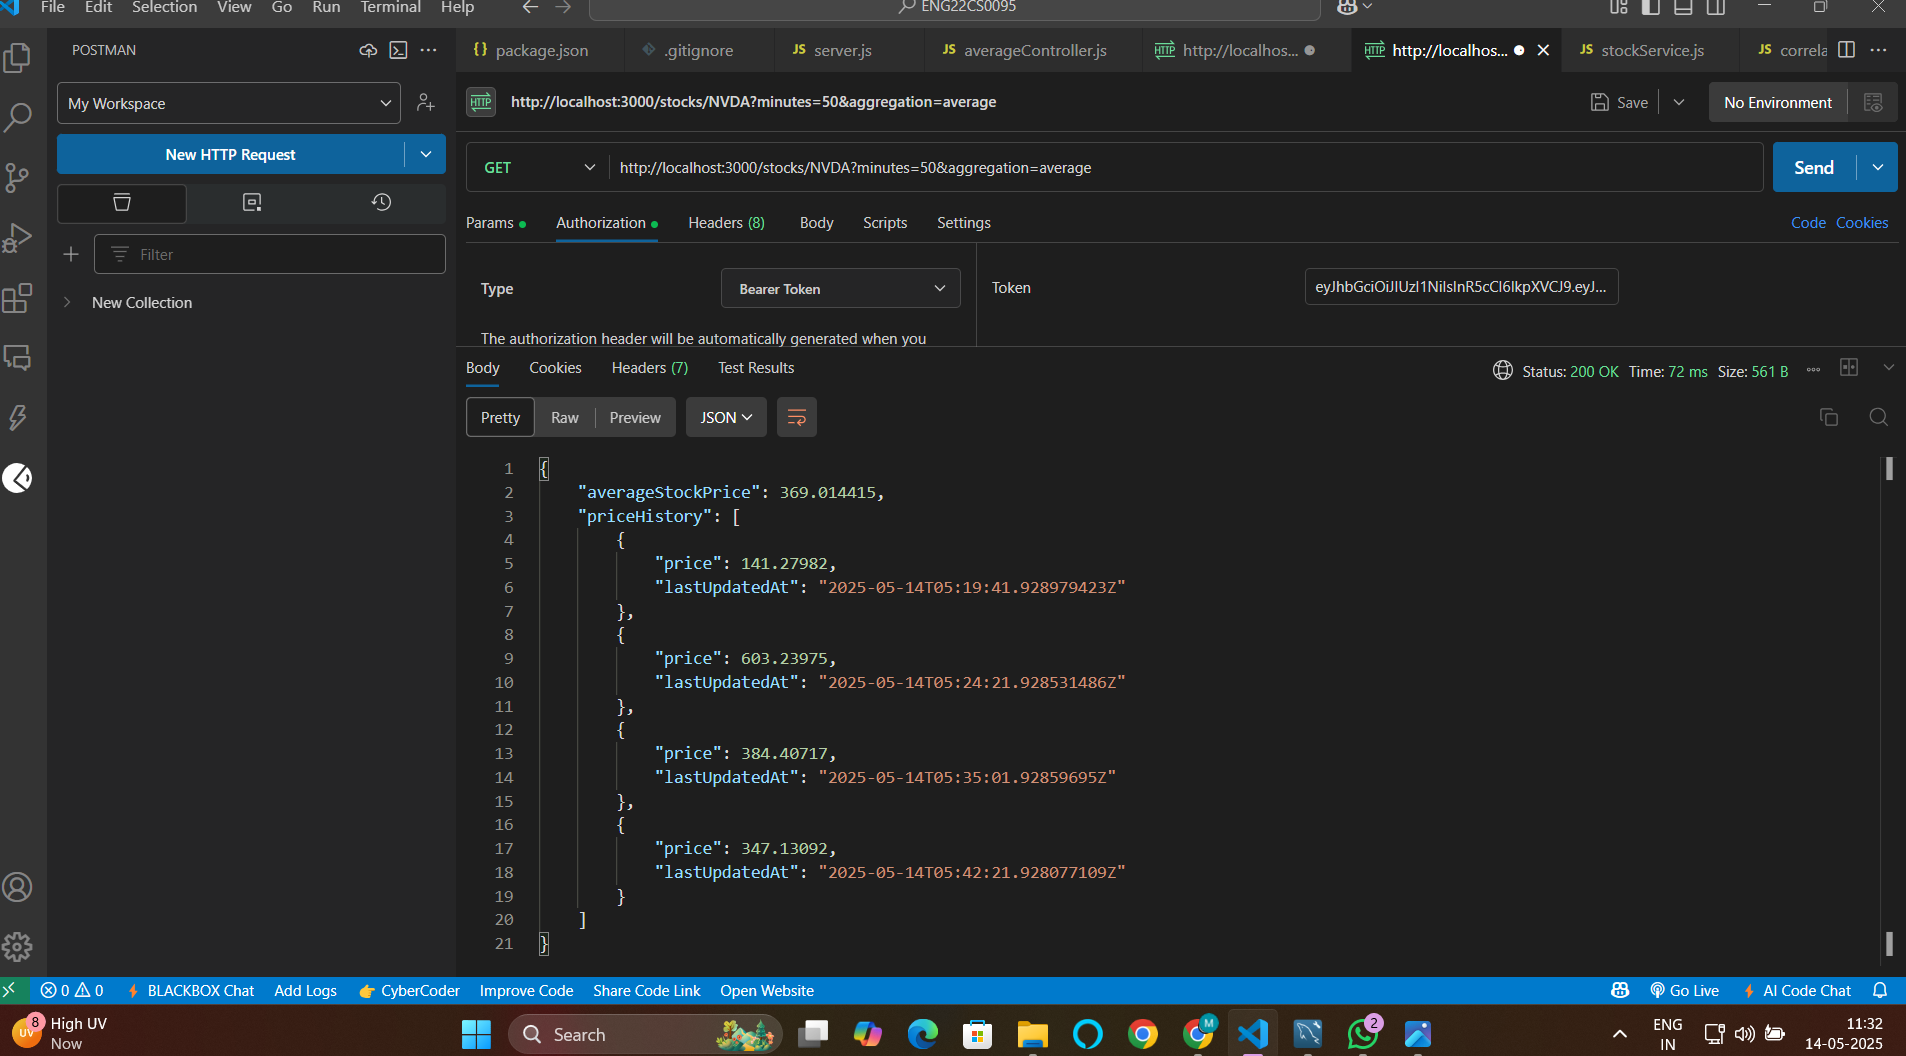 File Edit Selection View Go Run Terminal Help
ENG22CS0095
POSTMAN
package.json
.gitignore
JS server.js
JS averageController.js
HTTP http://localhos...
HTTP http://localhos...
JS stockService.js
JS correla
My Workspace
New HTTP Request
Filter
New Collection
HTTP http://localhost:3000/stocks/NVDA?minutes=50&aggregation=average
Save
No Environment
GET http://localhost:3000/stocks/NVDA?minutes=50&aggregation=average
Send
Params Authorization Headers (8) Body Scripts Settings
Code Cookies
Type Bearer Token
Token
The authorization header will be automatically generated when you
Body Cookies Headers (7) Test Results
Status: 200 OK Time: 72 ms Size: 561 B
Pretty Raw Preview JSON
1 {
2 "averageStockPrice": 369.014415,
3 "priceHistory": [
4 {
5 "price": 141.27982,
6 "lastUpdatedAt": "2025-05-14T05:19:41.928979423Z"
7 },
8 {
9 "price": 603.23975,
10 "lastUpdatedAt": "2025-05-14T05:24:21.928531486Z"
11 },
12 {
13 "price": 384.40717,
14 "lastUpdatedAt": "2025-05-14T05:35:01.92859695Z"
15 },
16 {
17 "price": 347.13092,
18 "lastUpdatedAt": "2025-05-14T05:42:21.928077109Z"
19 }
20 ]
21 }
0 0 BLACKBOX Chat Add Logs CyberCoder Improve Code Share Code Link Open Website
Go Live AI Code Chat
UV 8
High UV
Now
Search
M
2
ENG
IN
11:32
14-05-2025